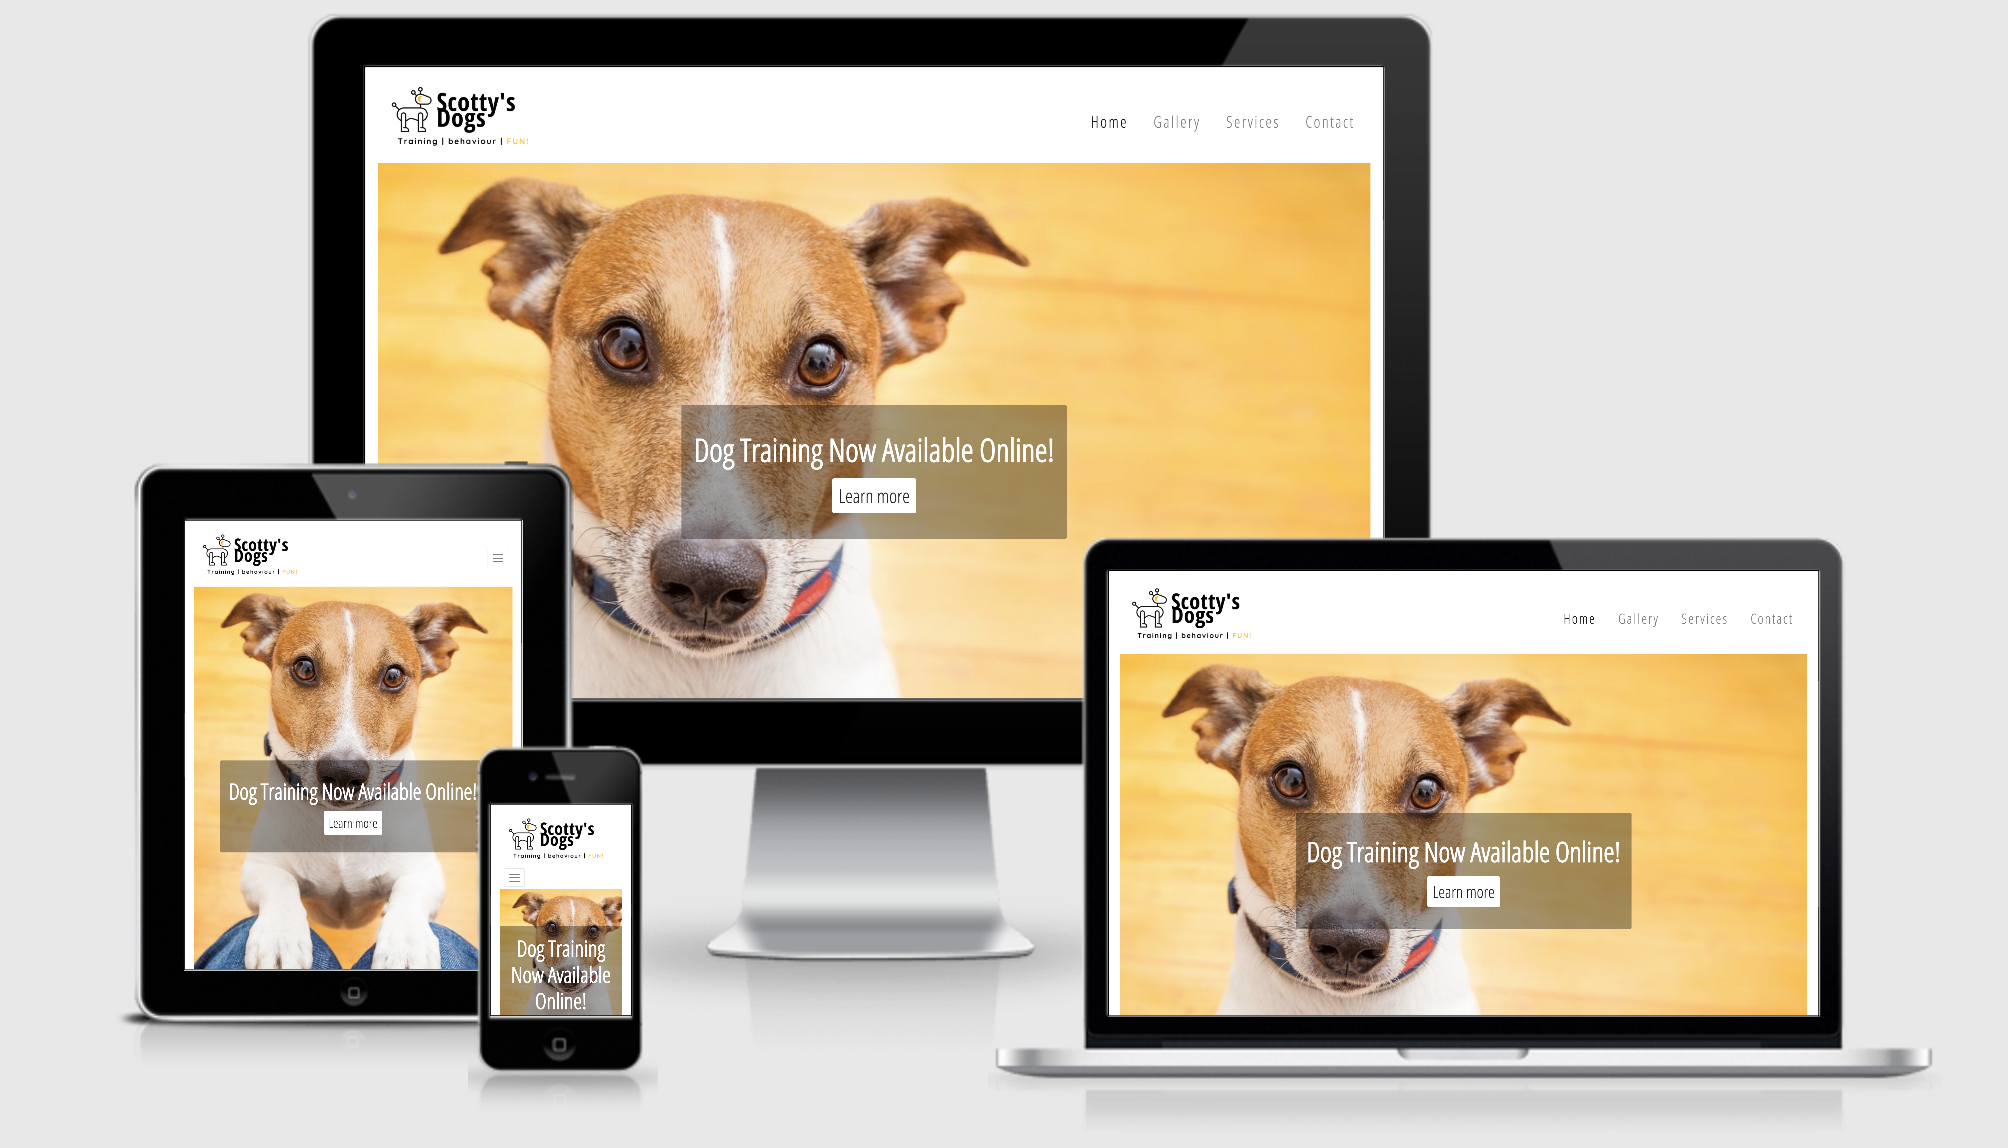 Scotty's
Dogs
Training | behaviour | FUN!
Home Gallery Services Contact
Dog Training Now Available Online!
Learn more
Scotty's
Dogs
Training | behaviour | FUN!
Dog Training Now Available Online!
Learn more
Scotty's
Dogs
Training | behaviour | FUN!
Dog Training
Now Available
Online!
Scotty's
Dogs
Training | behaviour | FUN!
Home Gallery Services Contact
Dog Training Now Available Online!
Learn more